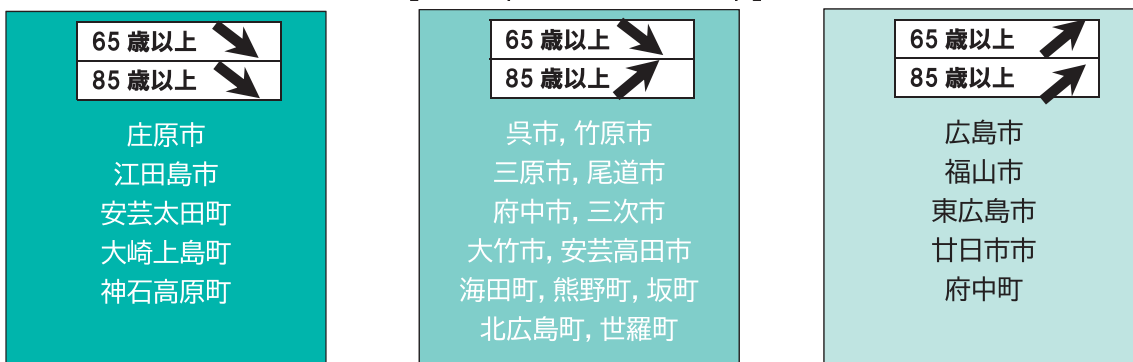 65 歳以上
85 歳以上
庄原市
江田島市
安芸太田町
大崎上島町
神石高原町
65 歳以上
85 歳以上
呉市, 竹原市
三原市, 尾道市
府中市, 三次市
大竹市, 安芸高田市
海田町, 熊野町, 坂町
北広島町, 世羅町
65 歳以上
85 歳以上
広島市
福山市
東広島市
廿日市市
府中町